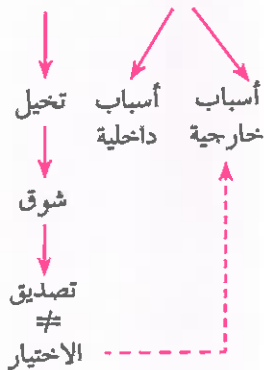 أسباب خارجية
أسباب داخلية
تخيل
شوق
تصديق
≠
الاختيار